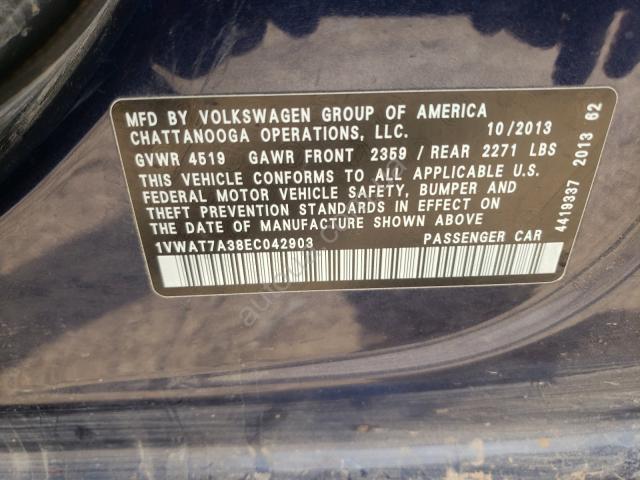 MFD BY VOLKSWAGEN GROUP OF AMERICA
CHATTANOOGA OPERATIONS, LLC. 10/2013
GVWR 4519 GAWR FRONT 2359 / REAR 2271 LBS
THIS VEHICLE CONFORMS TO ALL APPLICABLE U.S.
FEDERAL MOTOR VEHICLE SAFETY, BUMPER AND
THEFT PREVENTION STANDARDS IN EFFECT ON
THE DATE OF MANUFACTURE SHOWN ABOVE
1VWAT7A38EC042903 PASSENGER CAR
4419337 2013 62